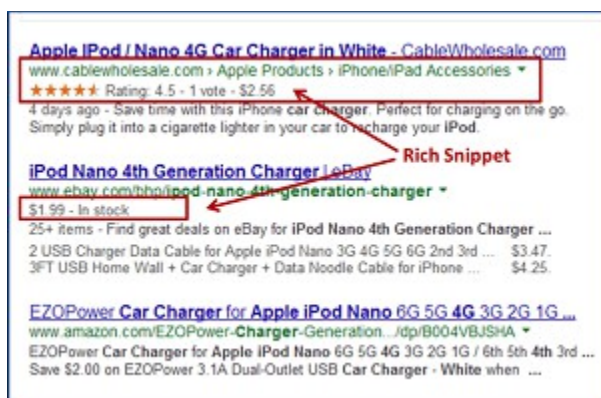 Apple IPod / Nano 4G Car Charger in White - CableWholesale.com
www.cablewholesale.com › Apple Products › iPhone/iPad Accessories
Rating: 4.5 - 1 vote - $2.56
4 days ago - Save time with this iPhone car charger. Perfect for charging on the go.
Simply plug it into a cigarette lighter in your car to recharge your iPod.
Rich Snippet
iPod Nano 4th Generation Charger | eBay
www.ebay.com/bhp/ipod-nano-4th-generation-charger
$1.99 - In stock
25+ items - Find great deals on eBay for iPod Nano 4th Generation Charger ...
2 USB Charger Data Cable for Apple iPod Nano 3G 4G 5G 6G 2nd 3rd ... $3.47.
3FT USB Home Wall + Car Charger + Data Noodle Cable for iPhone ... $4.25.
EZOPower Car Charger for Apple iPod Nano 6G 5G 4G 3G 2G 1G ...
www.amazon.com/EZOPower-Charger-Generation.../dp/B004VBJSHA
EZOPower Car Charger for Apple iPod Nano 6G 5G 4G 3G 2G 1G / 6th 5th 4th 3rd ...
Save $2.00 on EZOPower 3.1A Dual-Outlet USB Car Charger - White when ...